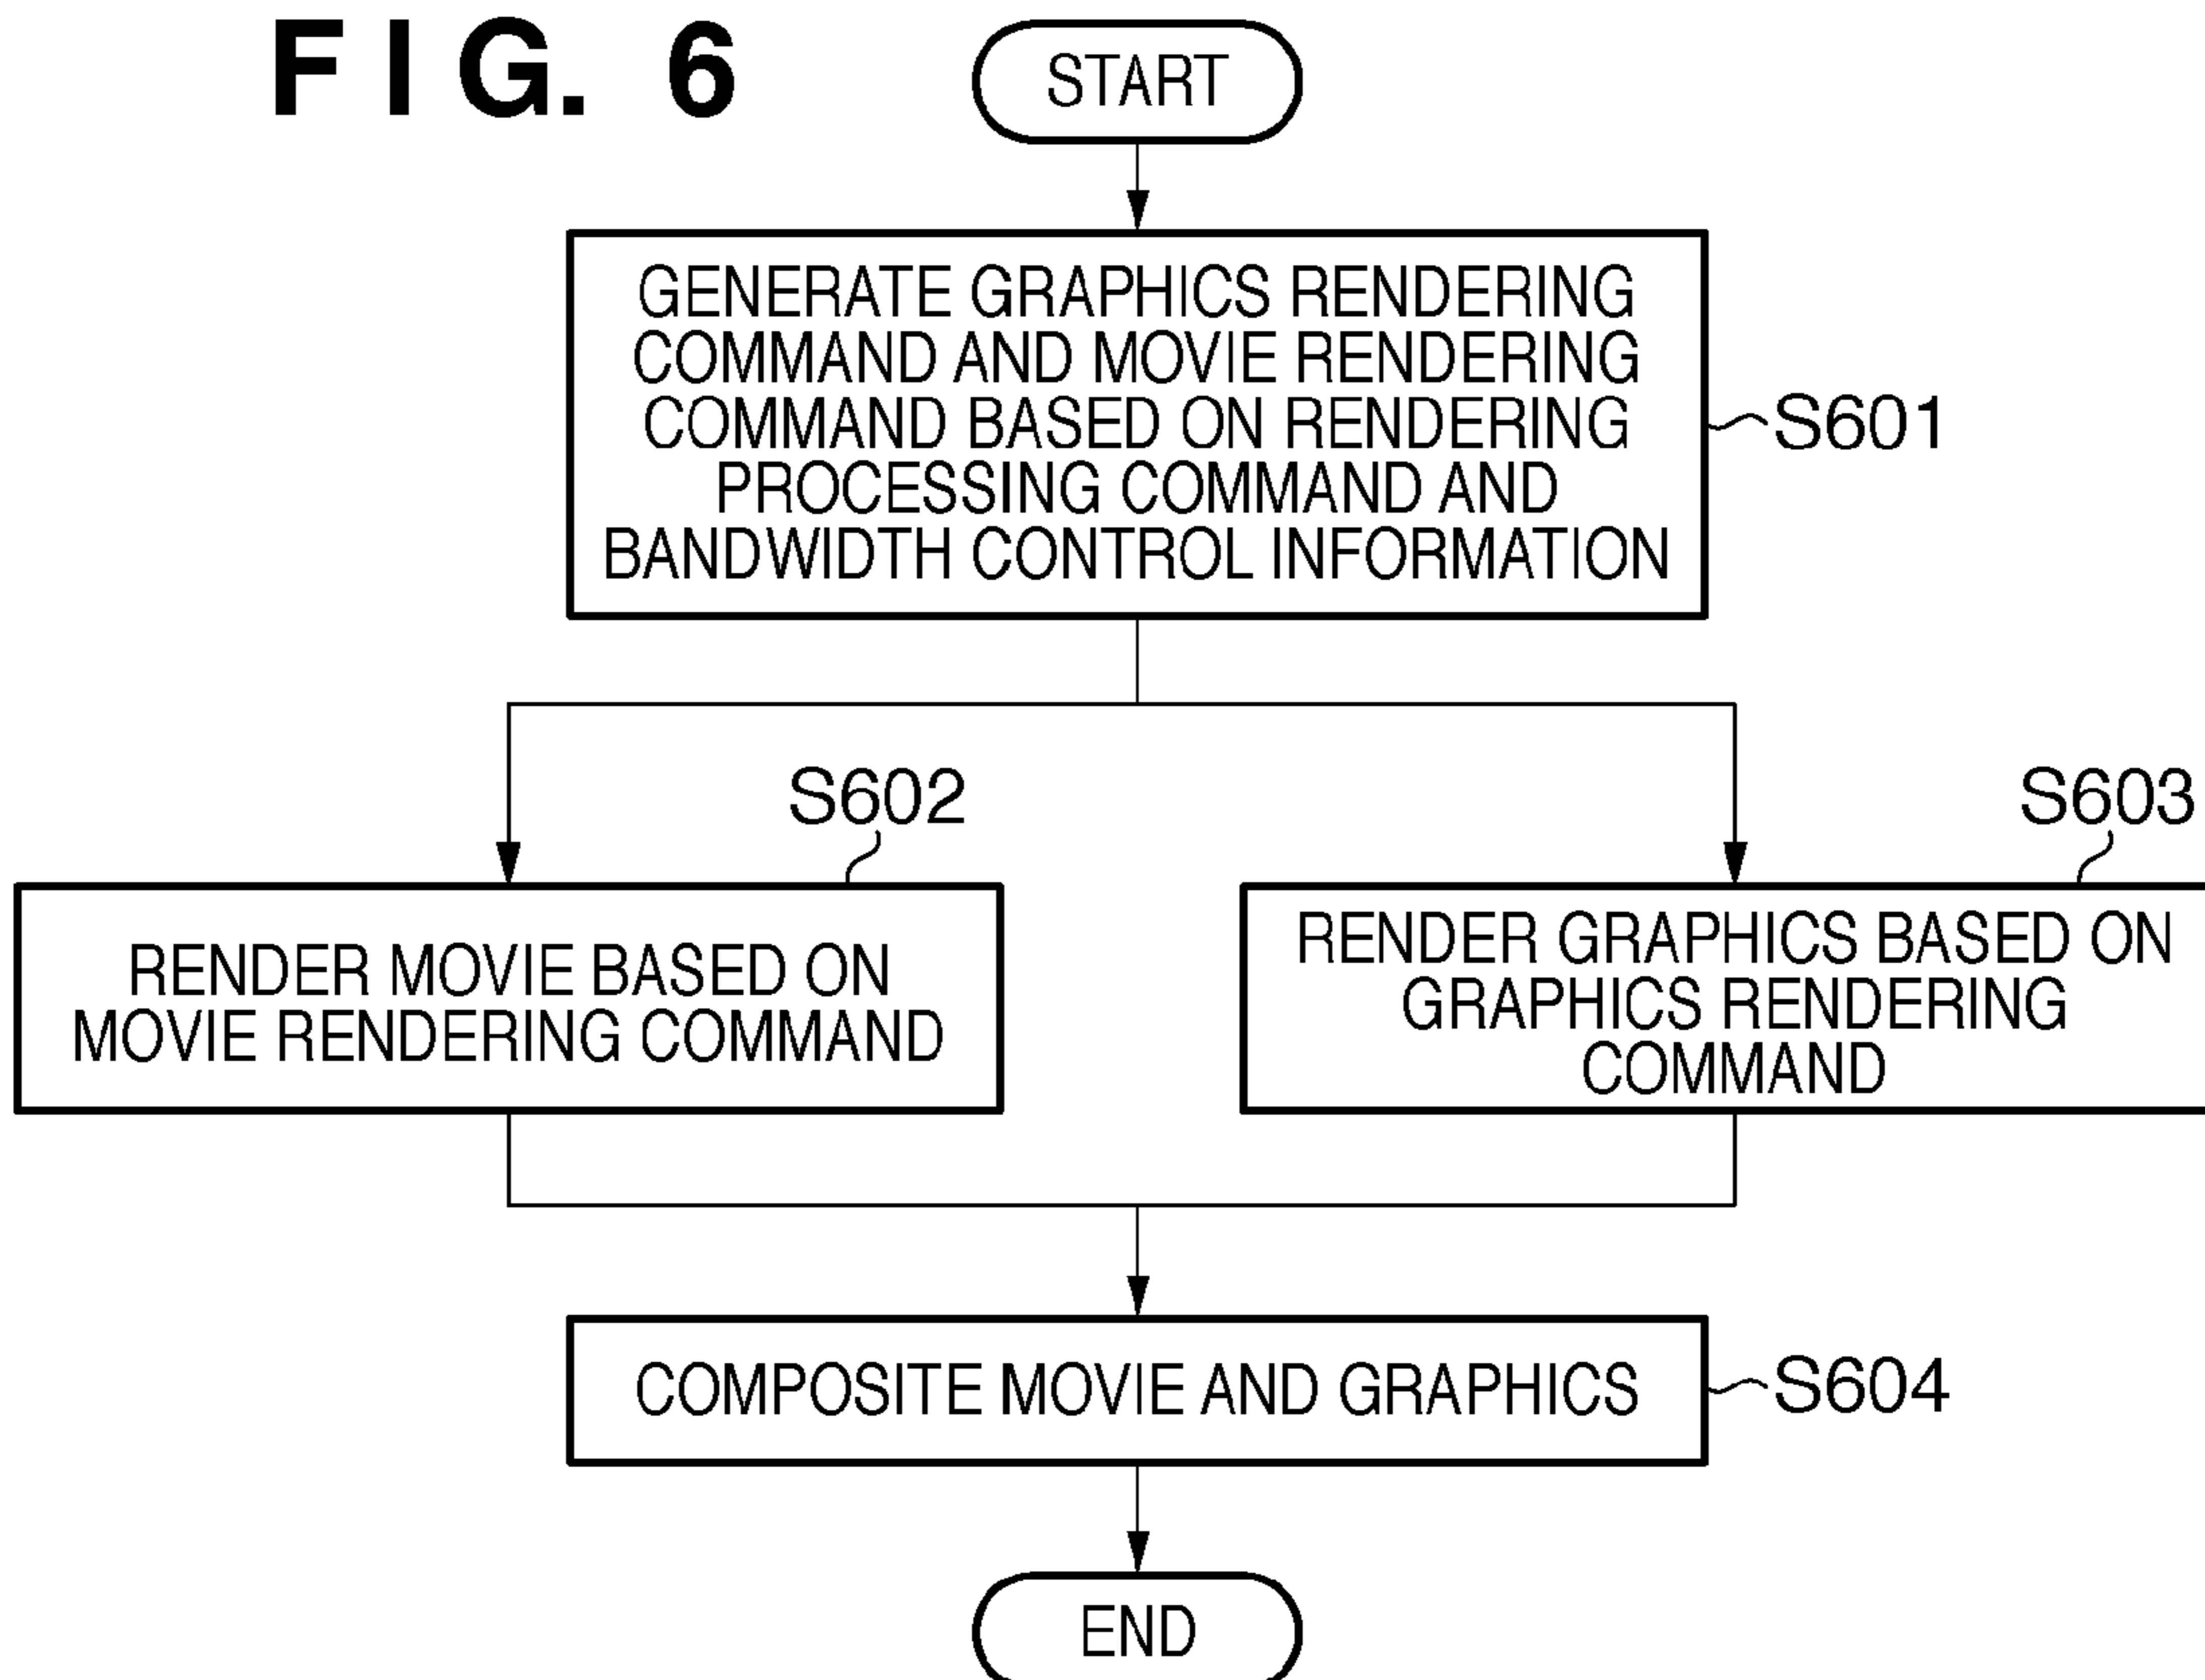 FIG. 6
START
GENERATE GRAPHICS RENDERING
COMMAND AND MOVIE RENDERING
COMMAND BASED ON RENDERING
PROCESSING COMMAND AND
BANDWIDTH CONTROL INFORMATION
S601
S602
RENDER MOVIE BASED ON
MOVIE RENDERING COMMAND
S603
RENDER GRAPHICS BASED ON
GRAPHICS RENDERING
COMMAND
COMPOSITE MOVIE AND GRAPHICS
S604
END